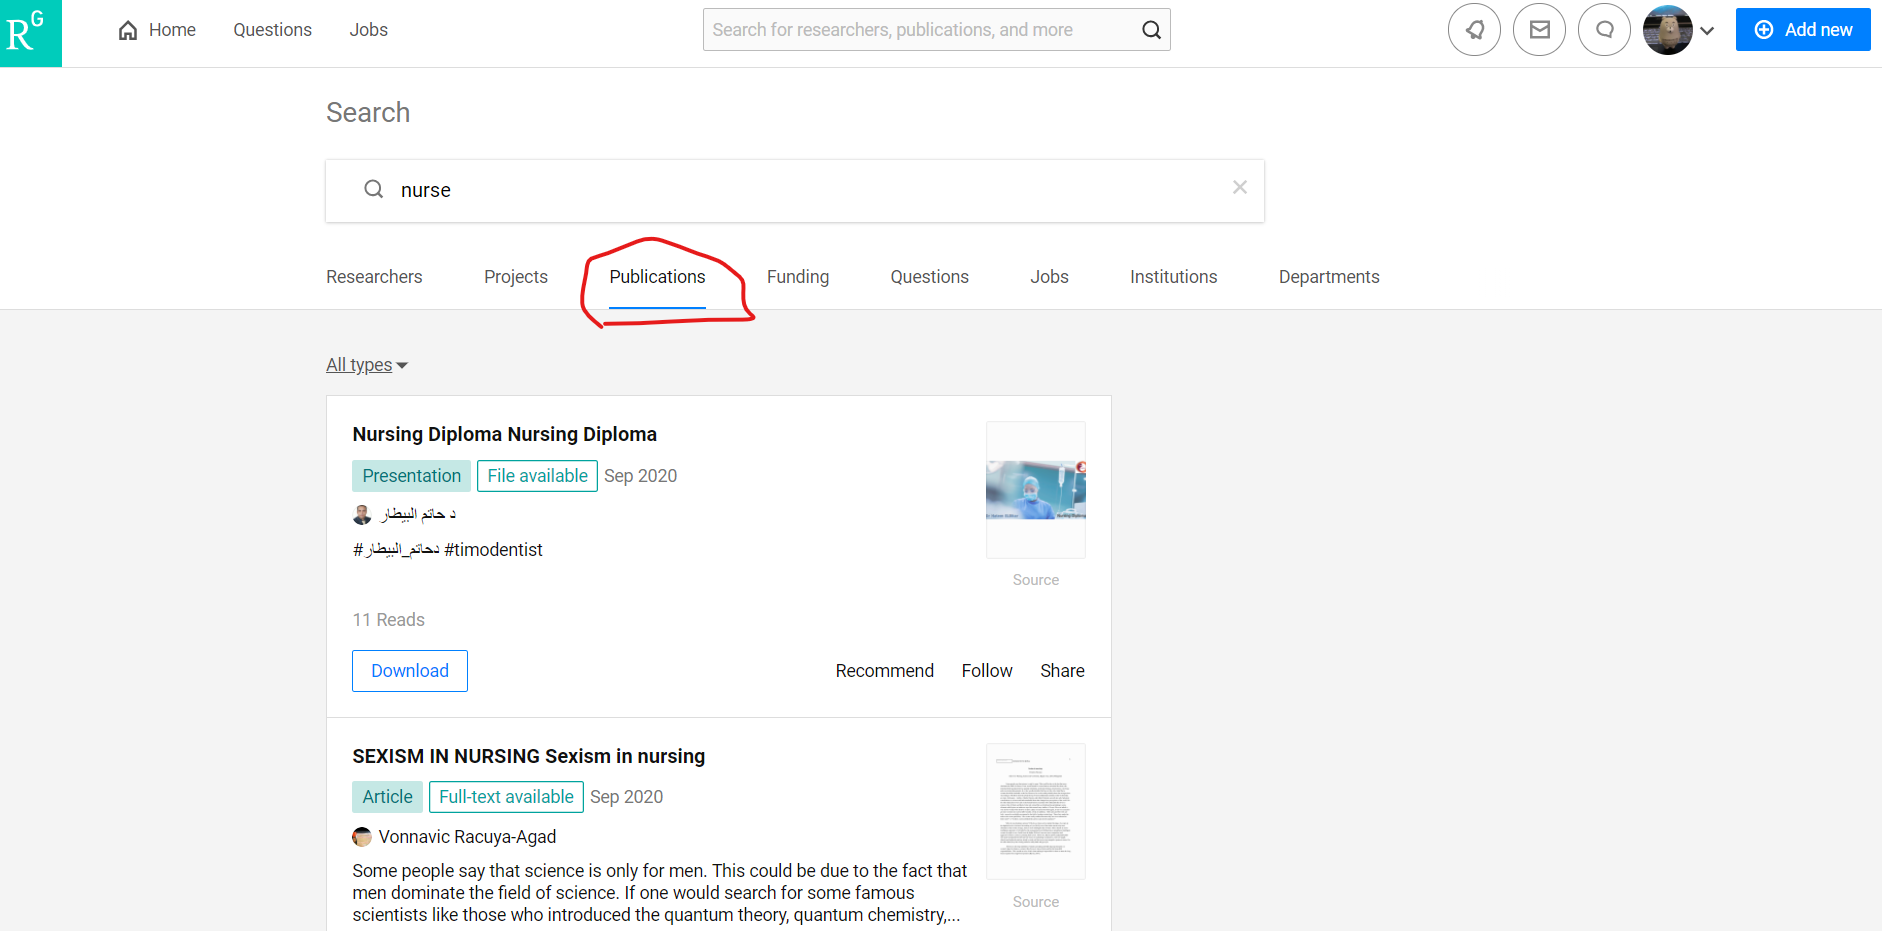 RG
Home Questions Jobs
Search for researchers, publications, and more
Add new
Search
nurse
Researchers Projects Publications Funding Questions Jobs Institutions Departments
All types
Nursing Diploma Nursing Diploma
Presentation File available Sep 2020
د حاتم البيطار
#دحاتم_البيطار #timodentist
Source
11 Reads
Download Recommend Follow Share
SEXISM IN NURSING Sexism in nursing
Article Full-text available Sep 2020
Vonnavic Racuya-Agad
Some people say that science is only for men. This could be due to the fact that
men dominate the field of science. If one would search for some famous
scientists like those who introduced the quantum theory, quantum chemistry,...
Source